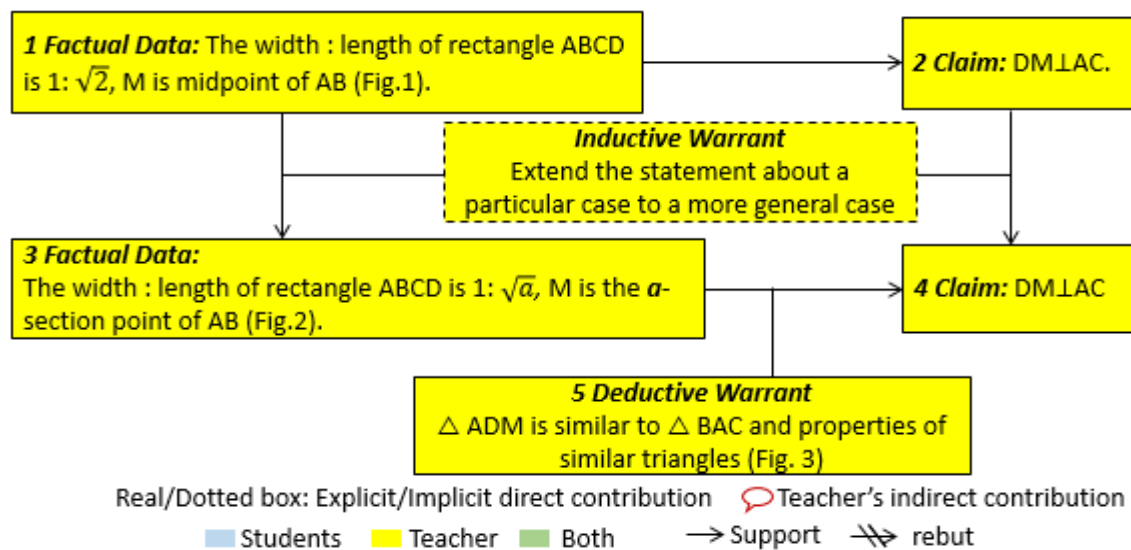 1 Factual Data: The width : length of rectangle ABCD
is 1: √2, M is midpoint of AB (Fig.1).
2 Claim: DM⊥AC.
Inductive Warrant
Extend the statement about a
particular case to a more general case
3 Factual Data:
The width : length of rectangle ABCD is 1: √a, M is the a-
section point of AB (Fig.2).
4 Claim: DM⊥AC
5 Deductive Warrant
△ ADM is similar to △ BAC and properties of
similar triangles (Fig. 3)
Real/Dotted box: Explicit/Implicit direct contribution Teacher's indirect contribution
Students Teacher Both Support rebut